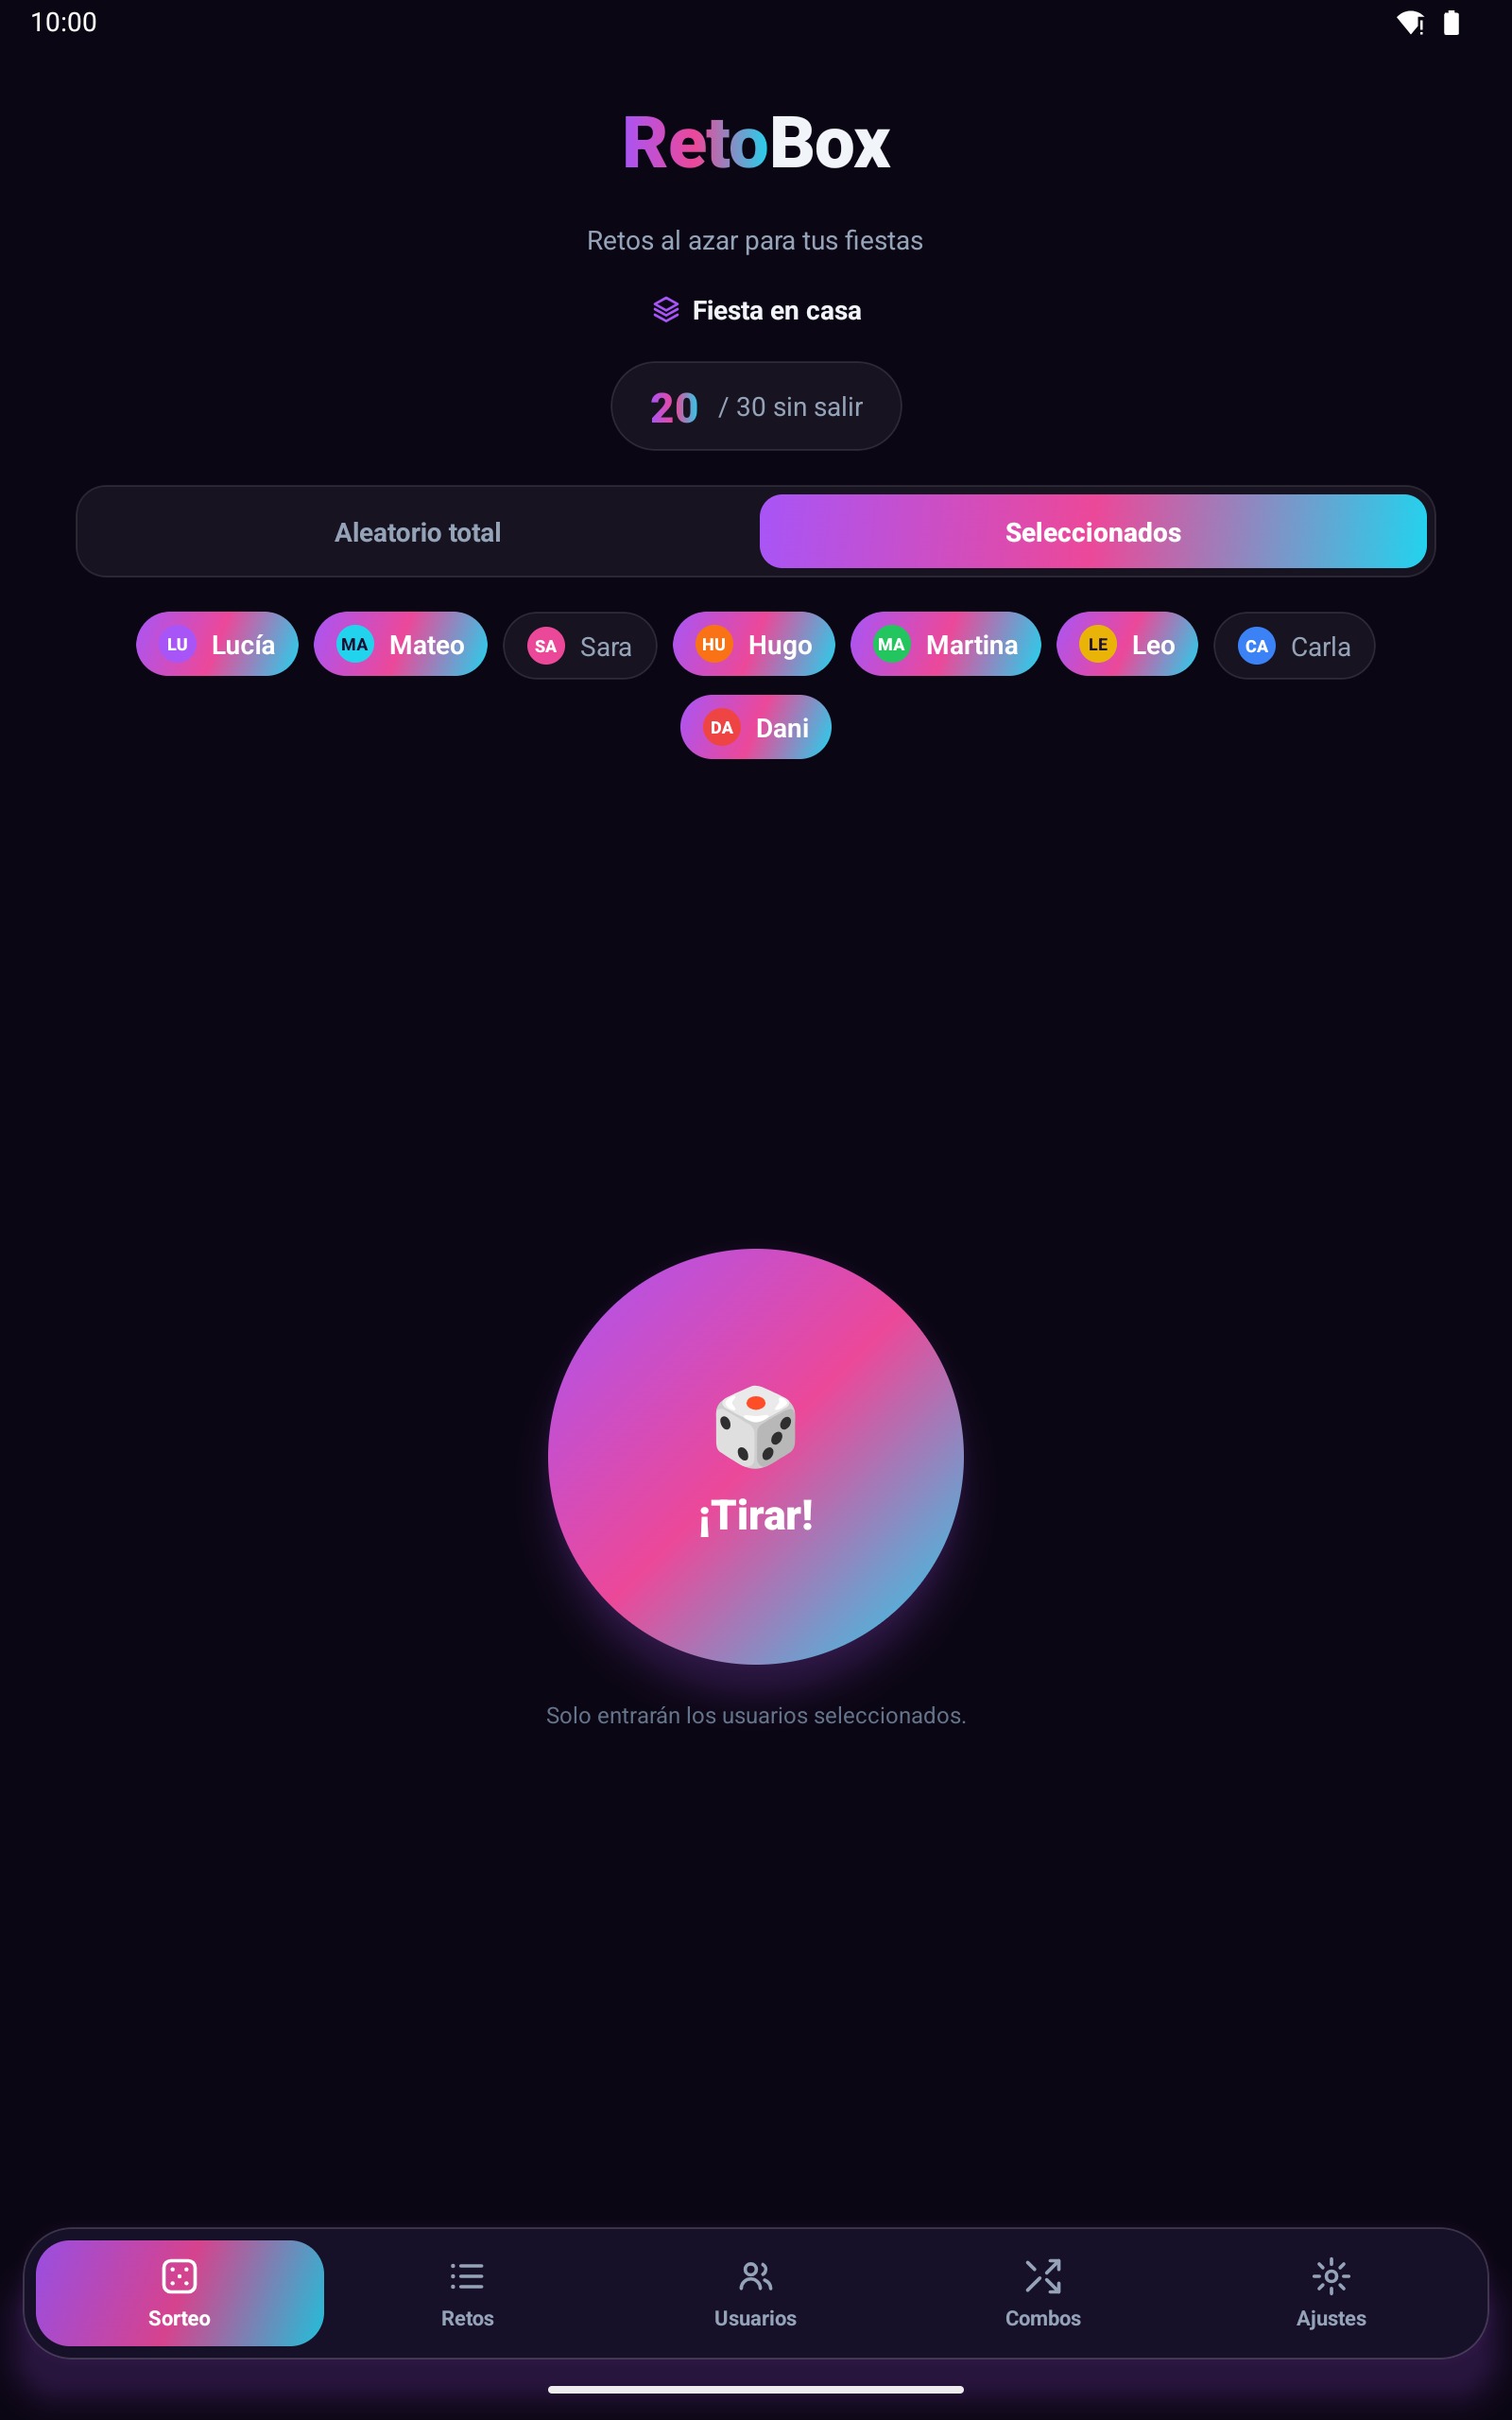 10:00
RetoBox
Retos al azar para tus fiestas
Fiesta en casa
20 / 30 sin salir
Aleatorio total Seleccionados
LU Lucía MA Mateo SA Sara HU Hugo MA Martina LE Leo CA Carla
DA Dani
¡Tirar!
Solo entrarán los usuarios seleccionados.
Sorteo Retos Usuarios Combos Ajustes